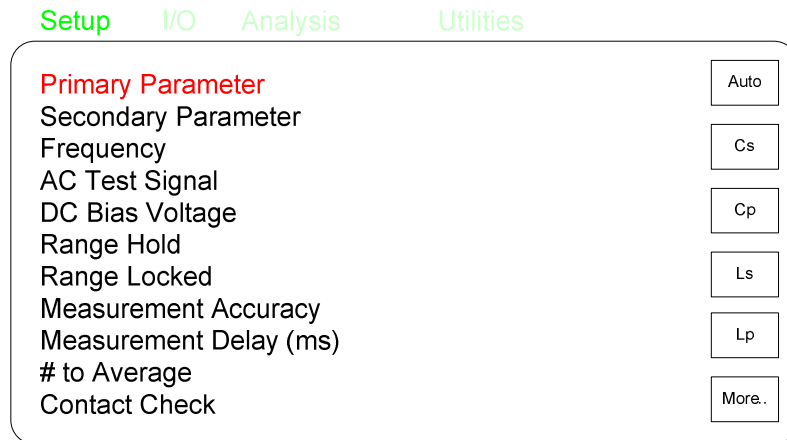 Setup I/O Analysis Utilities
Primary Parameter
Auto
Secondary Parameter
Frequency
Cs
AC Test Signal
DC Bias Voltage
Cp
Range Hold
Range Locked
Ls
Measurement Accuracy
Measurement Delay (ms)
Lp
# to Average
Contact Check
More..